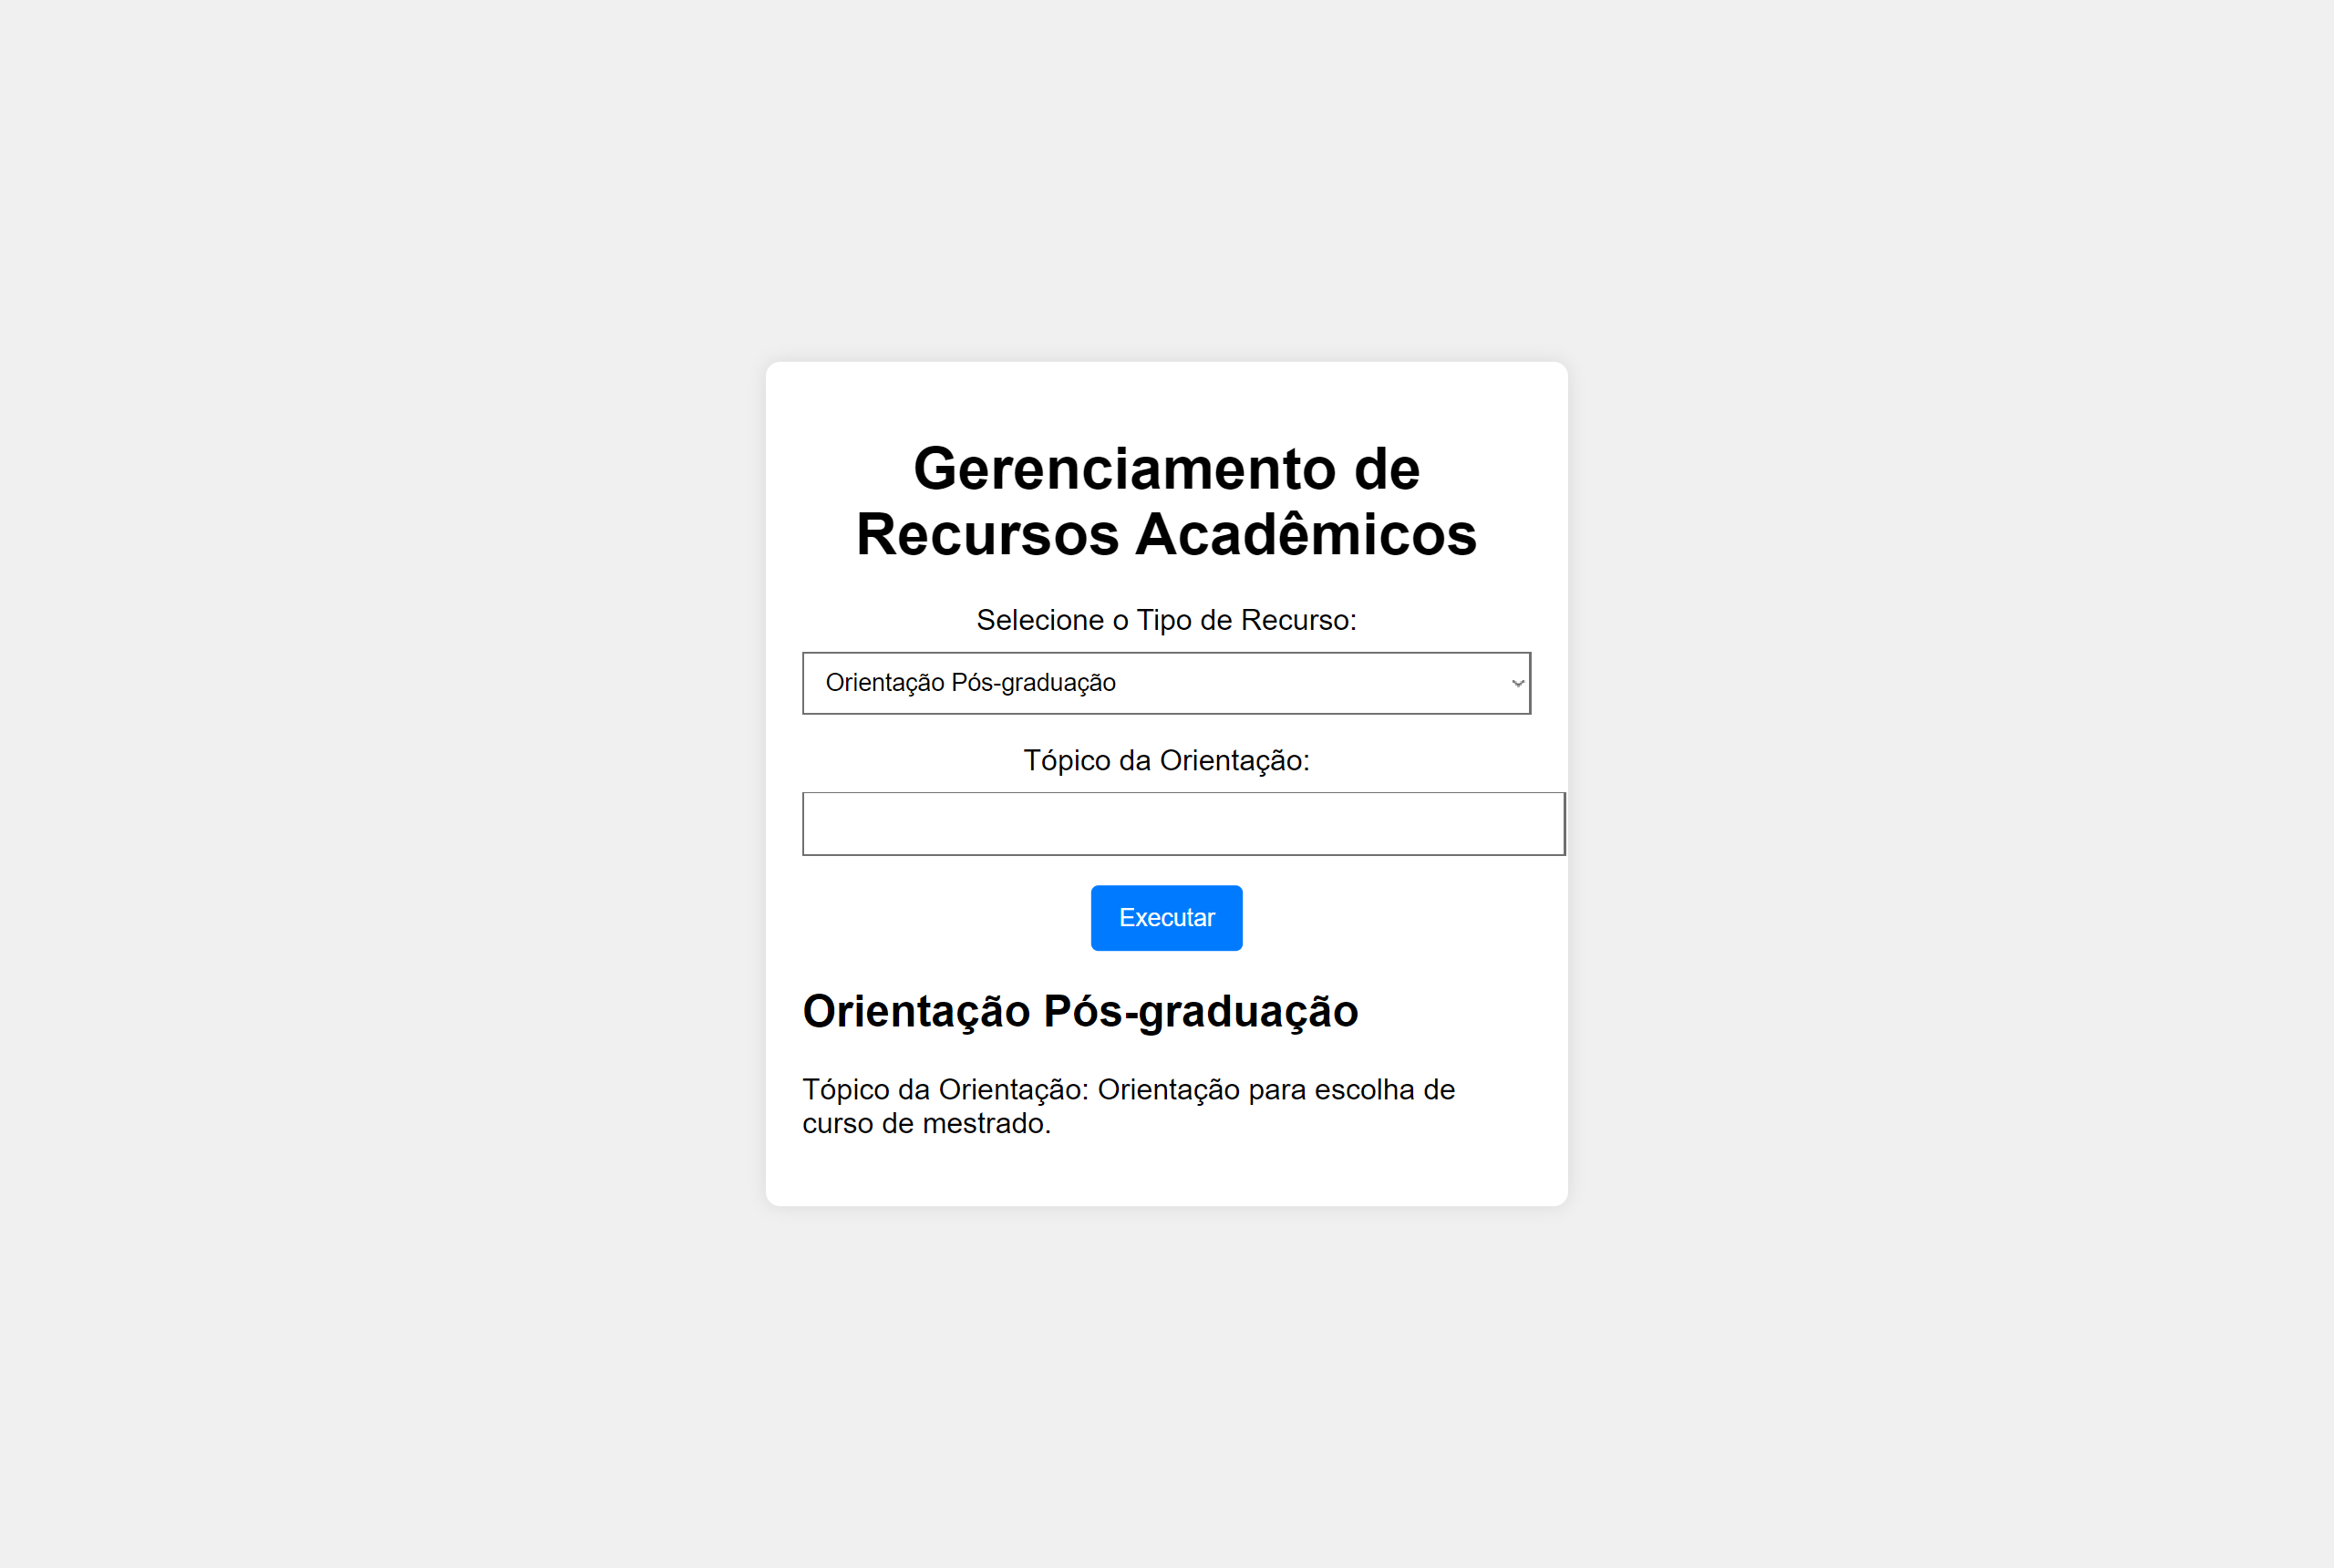 Gerenciamento de
Recursos Acadêmicos
Selecione o Tipo de Recurso:
Orientação Pós-graduação
Tópico da Orientação:
Executar
Orientação Pós-graduação
Tópico da Orientação: Orientação para escolha de
curso de mestrado.